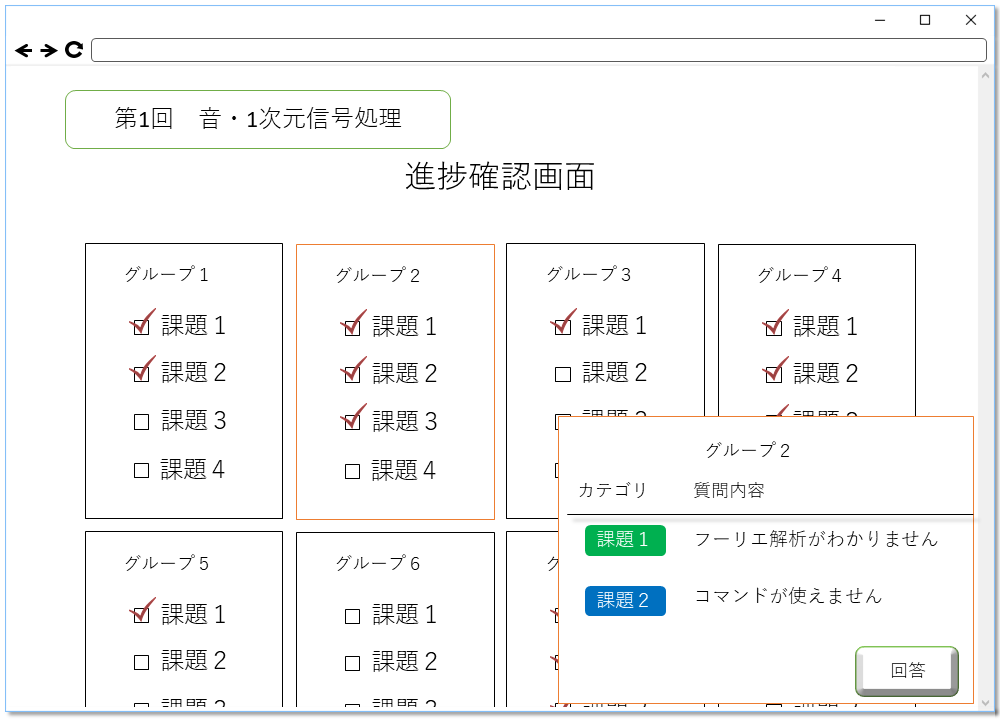 第1回　音・1次元信号処理
進捗確認画面
グループ１
課題１
課題２
課題３
課題４
グループ２
課題１
課題２
課題３
課題４
グループ３
課題１
課題２
グループ４
課題１
課題２
グループ５
課題１
課題２
グループ６
課題１
課題２
グループ２
カテゴリ　質問内容
課題１　フーリエ解析がわかりません
課題２　コマンドが使えません
回答